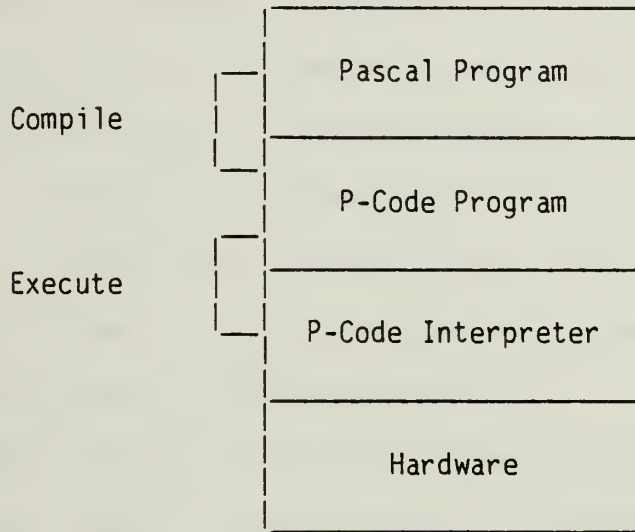 Pascal Program
Compile
P-Code Program
Execute
P-Code Interpreter
Hardware